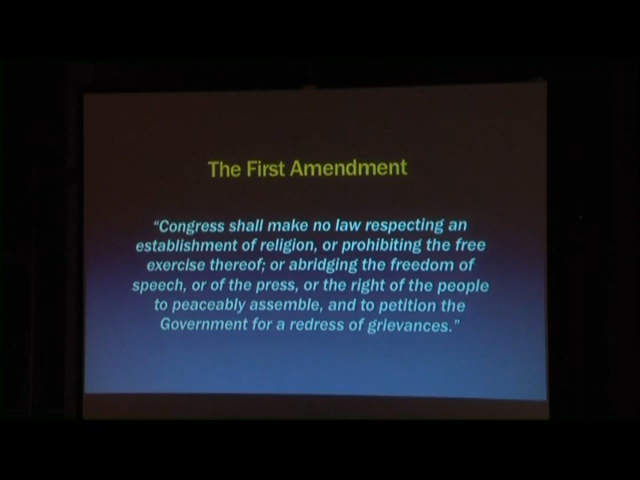 The First Amendment
“Congress shall make no law respecting an
establishment of religion, or prohibiting the free
exercise thereof; or abridging the freedom of
speech, or of the press, or the right of the people
to peaceably assemble, and to petition the
Government for a redress of grievances.”